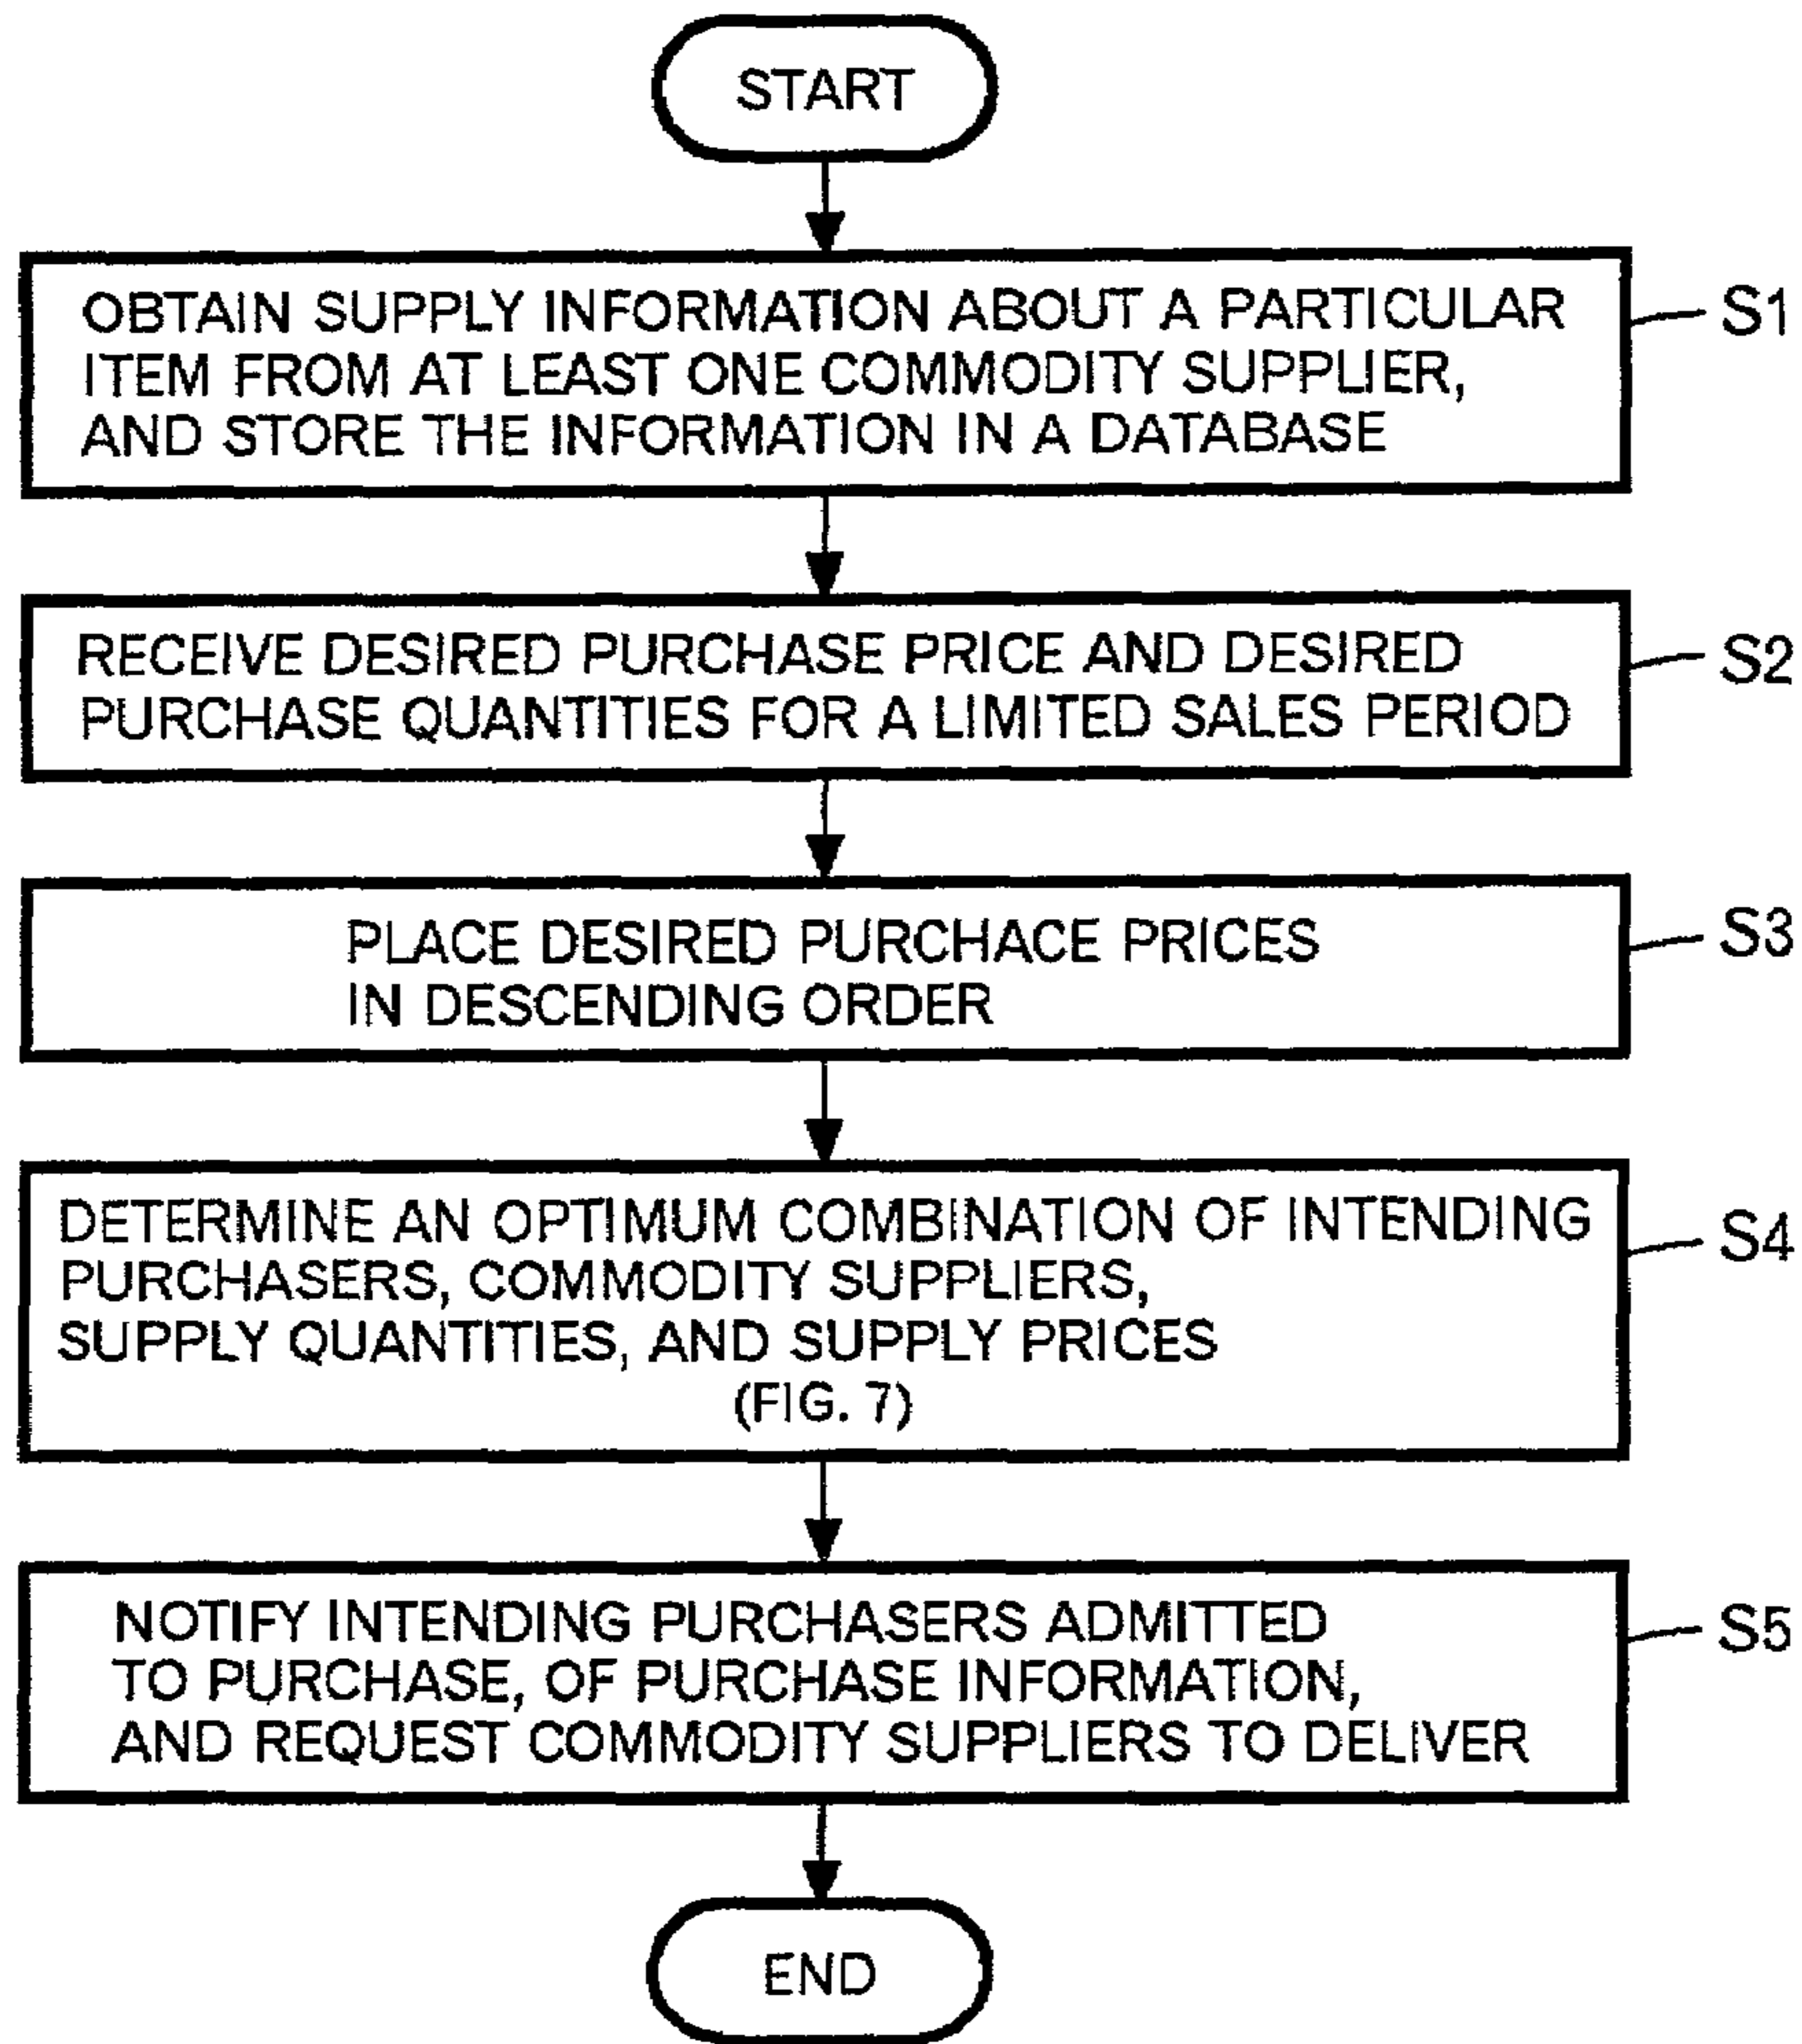 START
OBTAIN SUPPLY INFORMATION ABOUT A PARTICULAR
ITEM FROM AT LEAST ONE COMMODITY SUPPLIER,
AND STORE THE INFORMATION IN A DATABASE
S1
RECEIVE DESIRED PURCHASE PRICE AND DESIRED
PURCHASE QUANTITIES FOR A LIMITED SALES PERIOD
S2
PLACE DESIRED PURCHACE PRICES
IN DESCENDING ORDER
S3
DETERMINE AN OPTIMUM COMBINATION OF INTENDING
PURCHASERS, COMMODITY SUPPLIERS,
SUPPLY QUANTITIES, AND SUPPLY PRICES
(FIG. 7)
S4
NOTIFY INTENDING PURCHASERS ADMITTED
TO PURCHASE, OF PURCHASE INFORMATION,
AND REQUEST COMMODITY SUPPLIERS TO DELIVER
S5
END